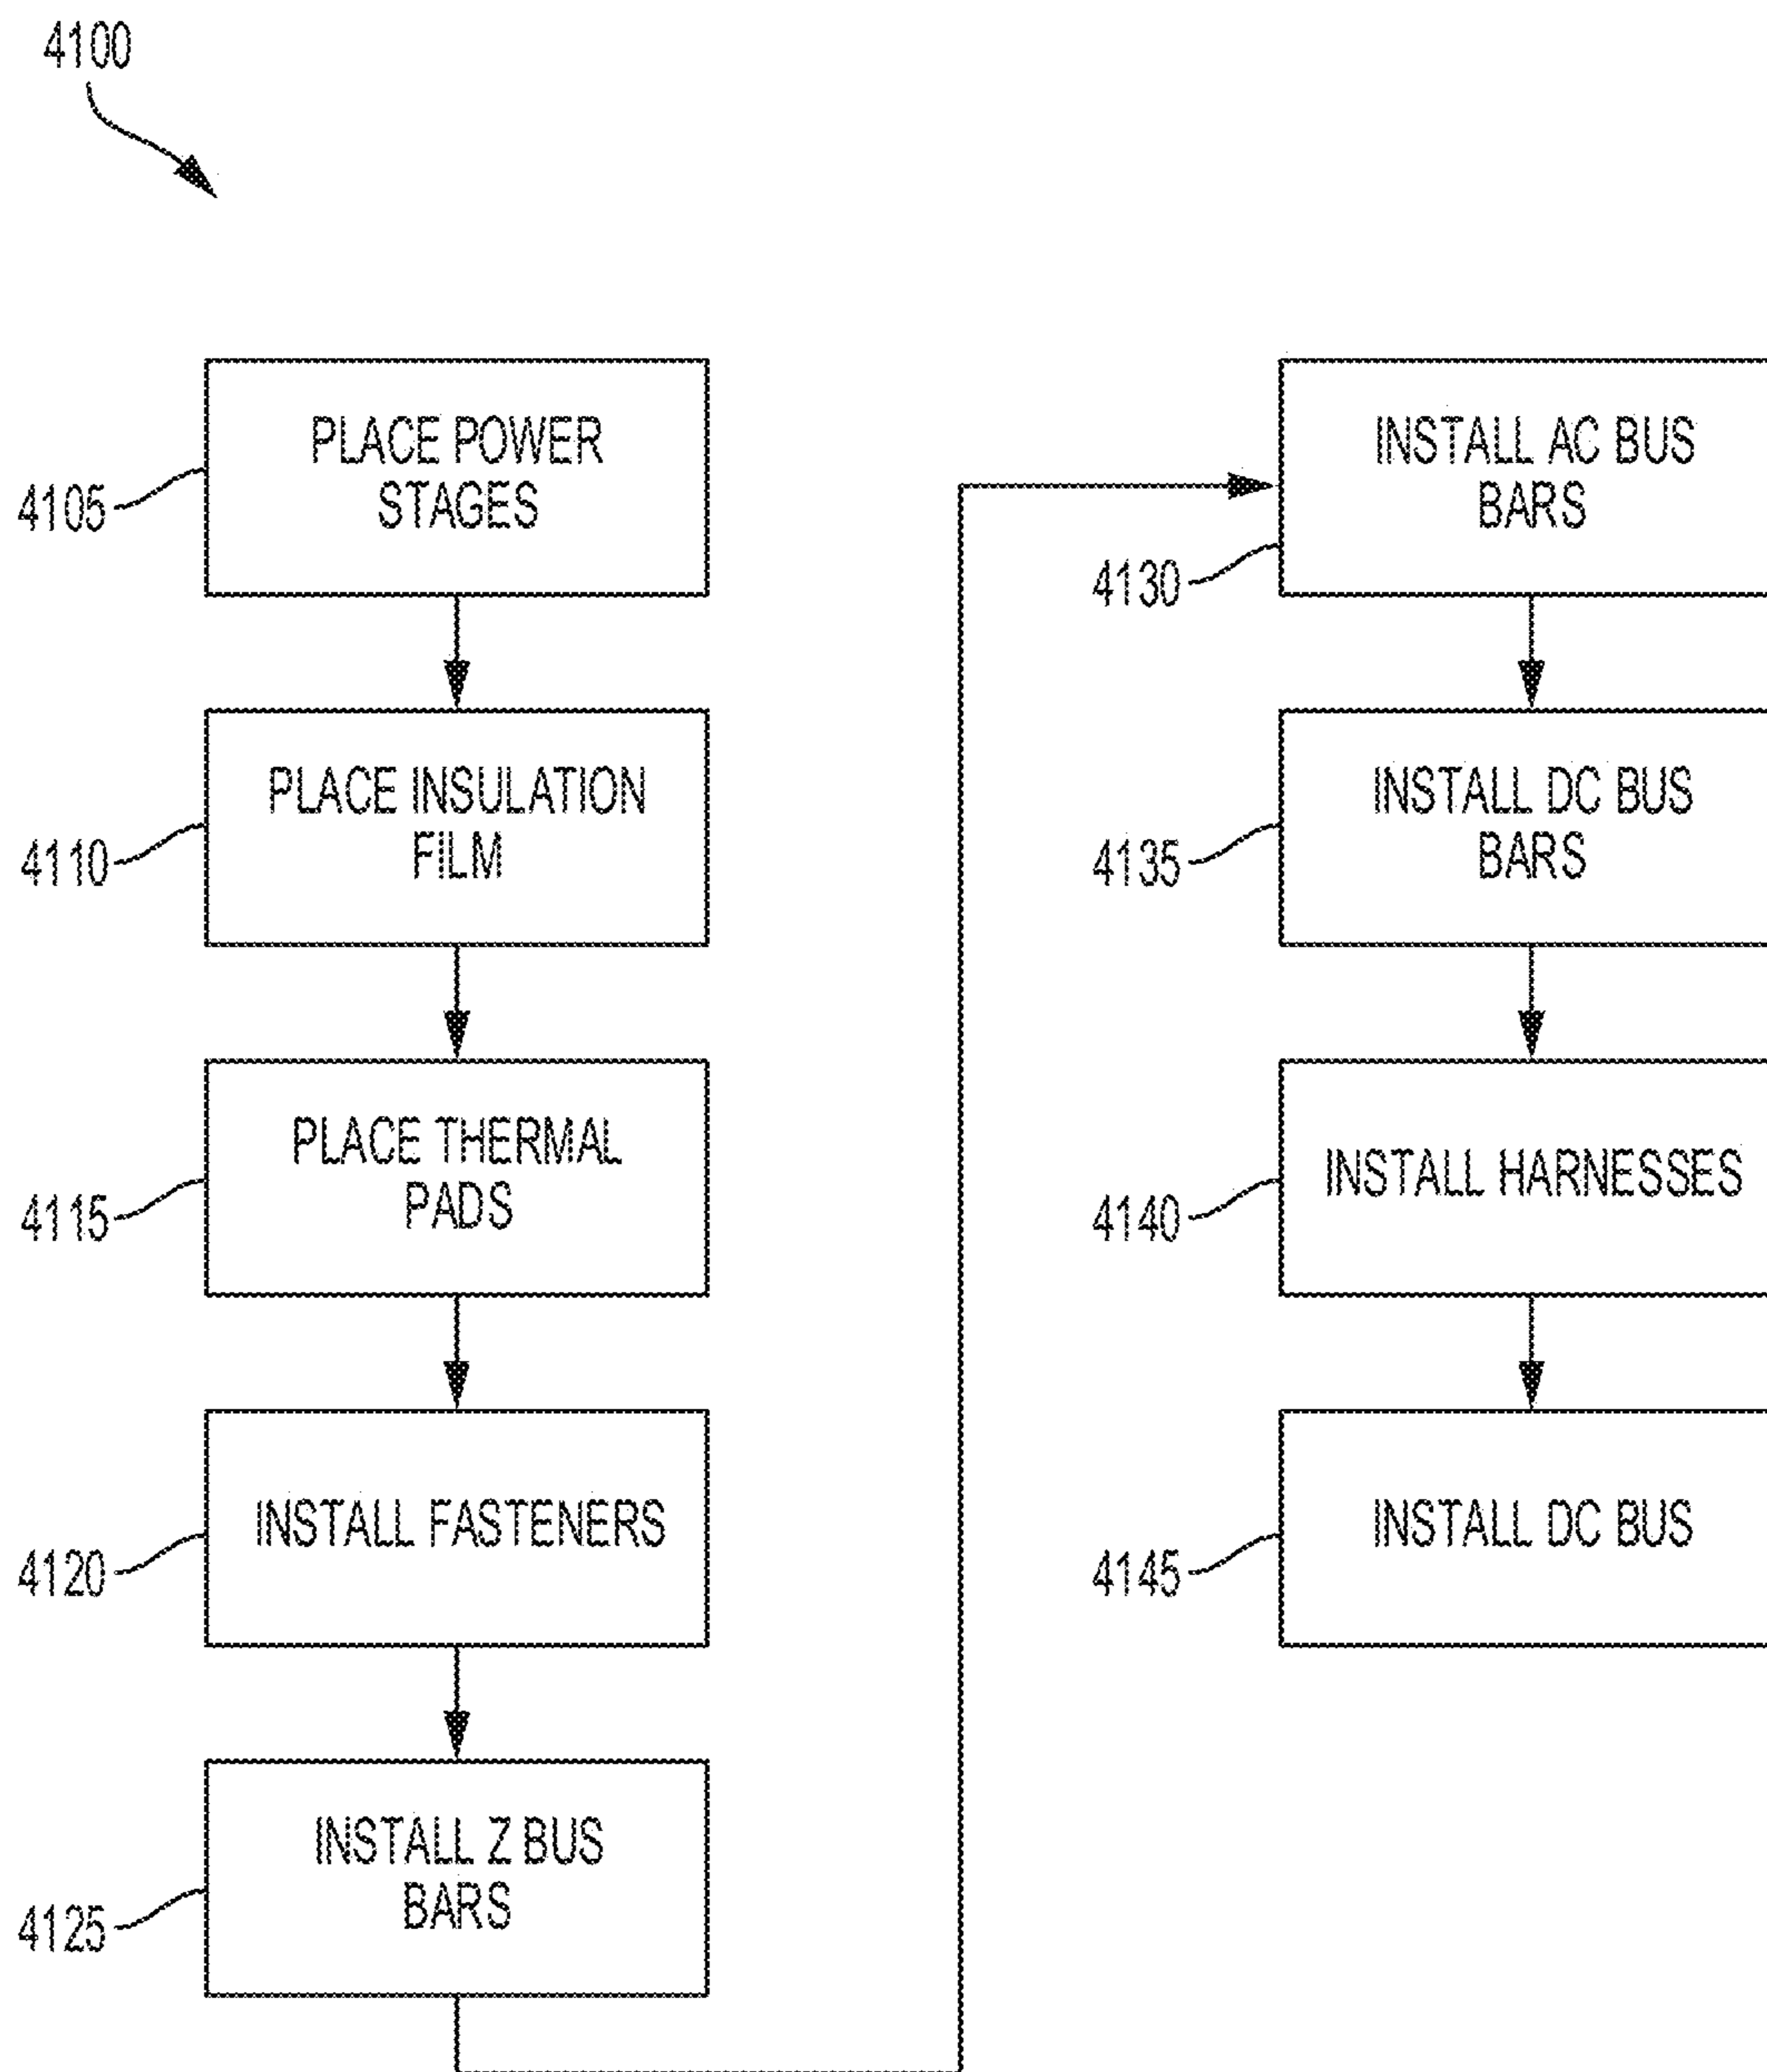 4100
PLACE POWER
STAGES
4105
PLACE INSULATION
FILM
4110
PLACE THERMAL
PADS
4115
INSTALL FASTENERS
4120
INSTALL Z BUS
BARS
4125
INSTALL AC BUS
BARS
4130
INSTALL DC BUS
BARS
4135
INSTALL HARNESSES
4140
INSTALL DC BUS
4145